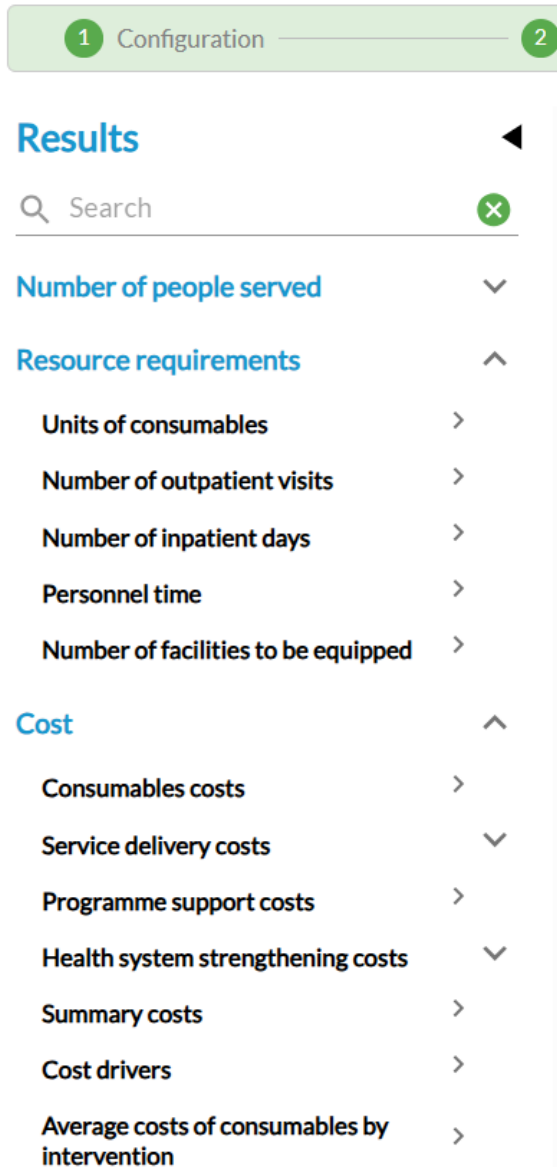 1 Configuration 2
Results
Search
Number of people served
Resource requirements
Units of consumables
Number of outpatient visits
Number of inpatient days
Personnel time
Number of facilities to be equipped
Cost
Consumables costs
Service delivery costs
Programme support costs
Health system strengthening costs
Summary costs
Cost drivers
Average costs of consumables by
intervention